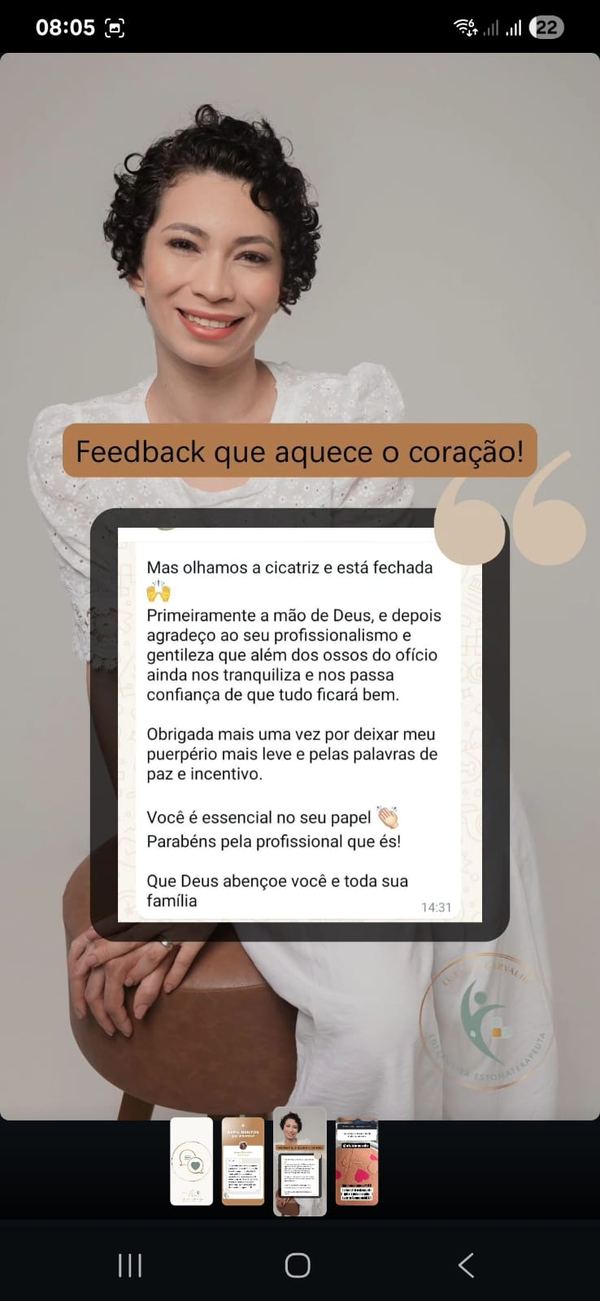 08:05
22
Feedback que aquece o coração!
Mas olhamos a cicatriz e está fechada
🙌
Primeiramente a mão de Deus, e depois
agradeço ao seu profissionalismo e
gentileza que além dos ossos do ofício
ainda nos tranquiliza e nos passa
confiança de que tudo ficará bem.
Obrigada mais uma vez por deixar meu
puerpério mais leve e pelas palavras de
paz e incentivo.
Você é essencial no seu papel 👏🏻
Parabéns pela profissional que és!
Que Deus abençoe você e toda sua
família
14:31
CARVALHO
ENFERMEIRA ESTOMATERAPEUTA